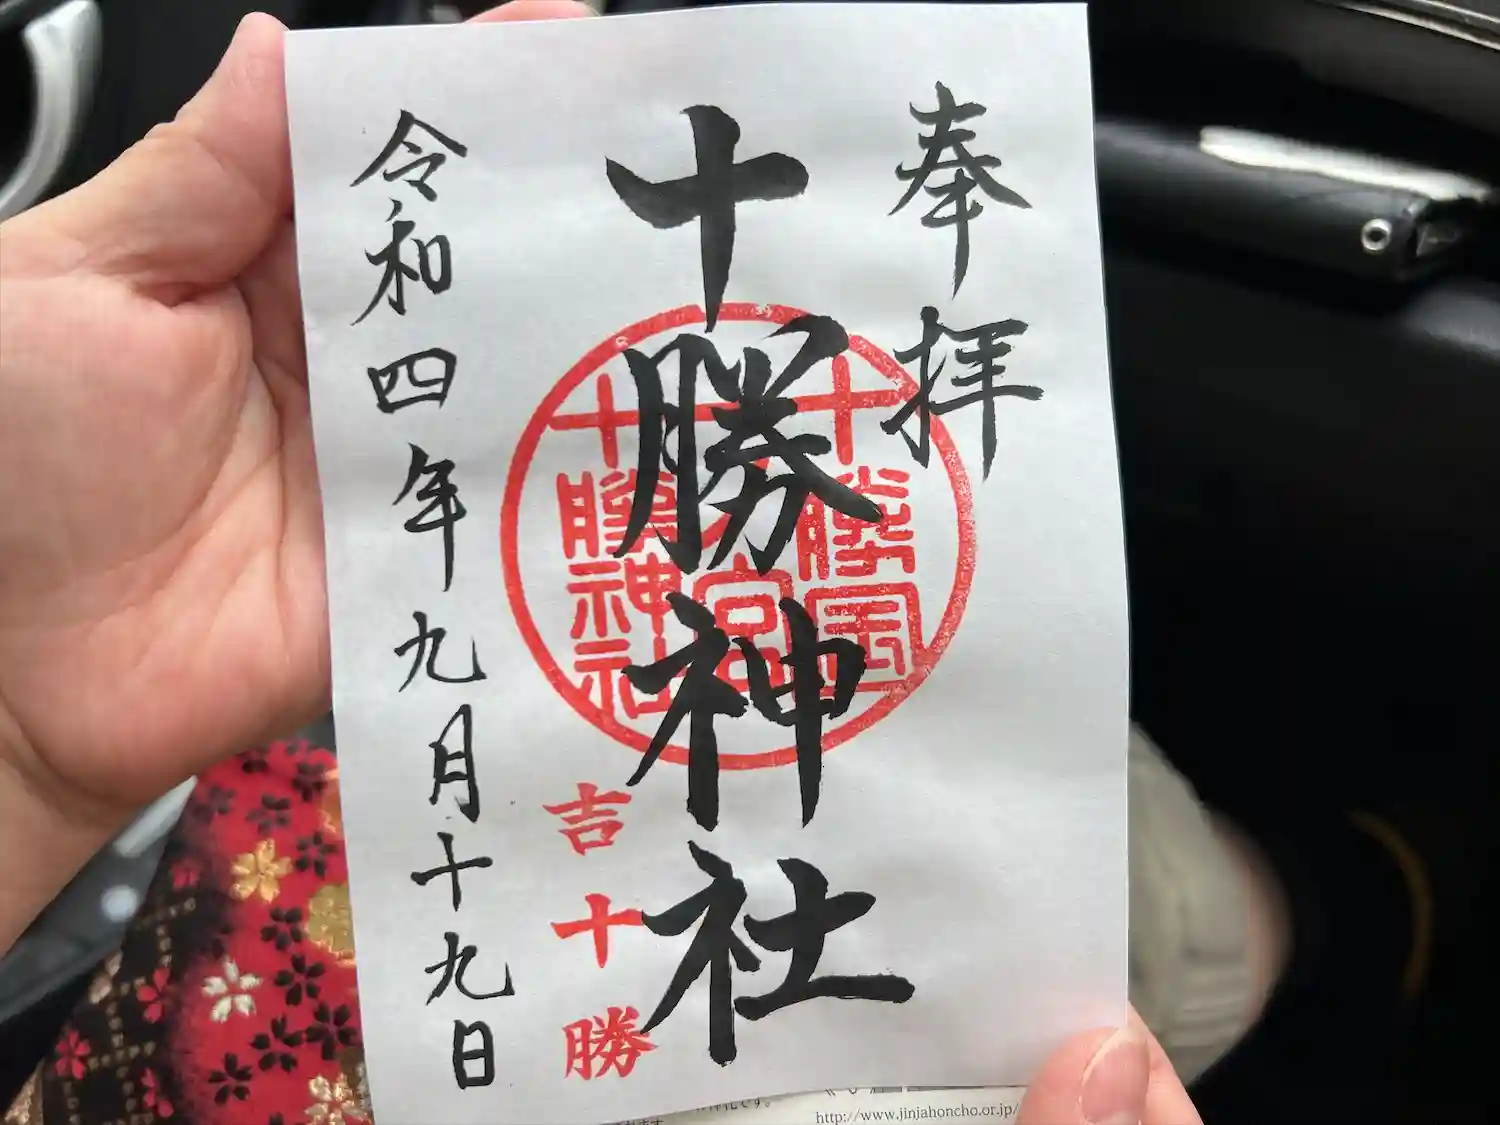 奉拝
十勝神社
十勝国
一宮
十勝神社
吉十勝
令和四年九月十九日
http://www.jinjahoncho.or.jp/